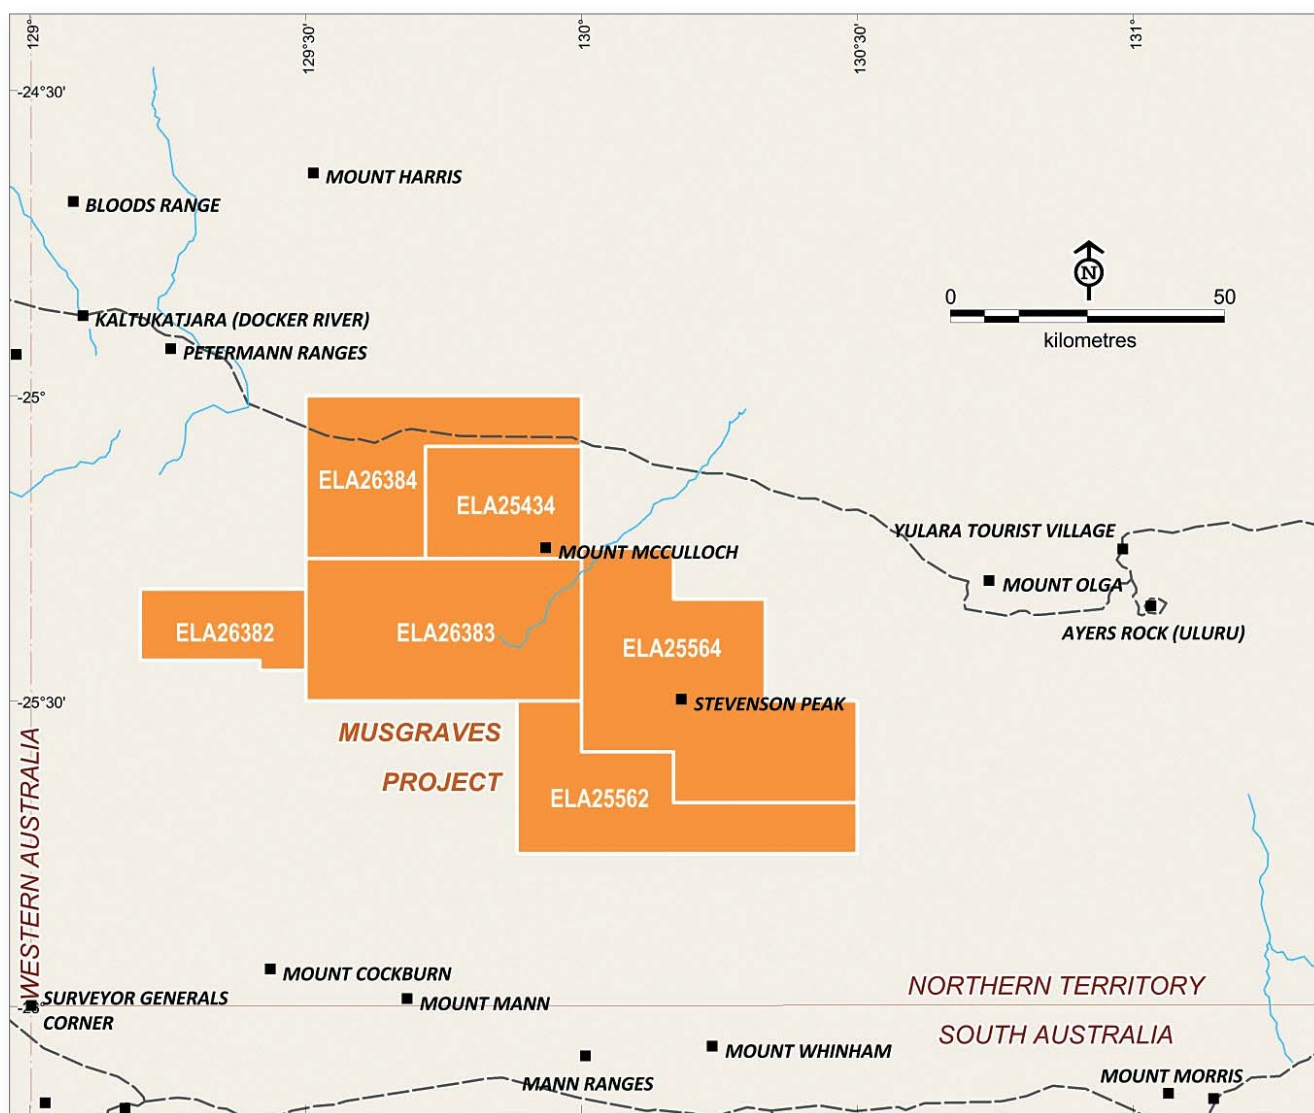 129°
129°30'
130°
130°30'
131°
-24°30'
MOUNT HARRIS
BLOODS RANGE
N
0
50
kilometres
KALTUKATJARA (DOCKER RIVER)
PETERMANN RANGES
-25°
ELA26384
ELA25434
YULARA TOURIST VILLAGE
MOUNT MCCULLOCH
MOUNT OLGA
ELA26382
ELA26383
AYERS ROCK (ULURU)
ELA25564
-25°30'
STEVENSON PEAK
MUSGRAVES
PROJECT
ELA25562
WESTERN AUSTRALIA
MOUNT COCKBURN
NORTHERN TERRITORY
SURVEYOR GENERALS
CORNER
-26°
MOUNT MANN
SOUTH AUSTRALIA
MOUNT WHINHAM
MANN RANGES
MOUNT MORRIS